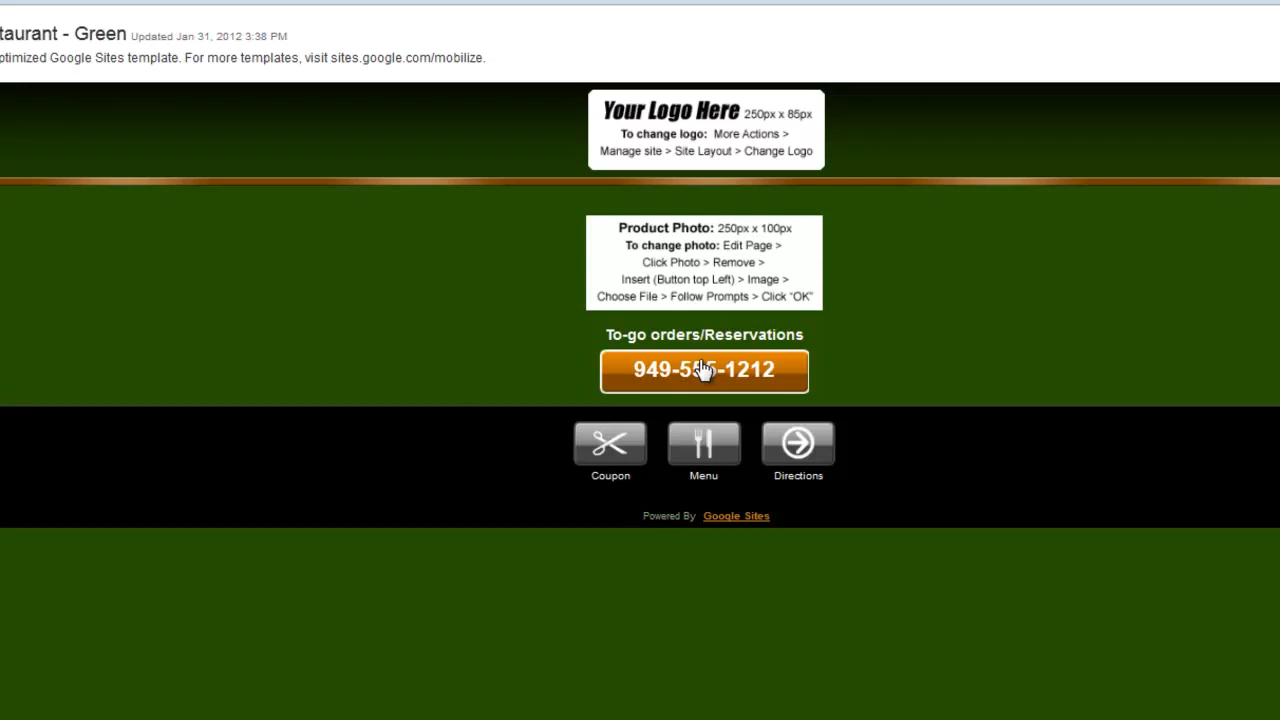 taurant - Green Updated Jan 31, 2012 3:38 PM
ptimized Google Sites template. For more templates, visit sites.google.com/mobilize.
Your Logo Here 250px x 85px
To change logo: More Actions >
Manage site > Site Layout > Change Logo
Product Photo: 250px x 100px
To change photo: Edit Page >
Click Photo > Remove >
Insert (Button top Left) > Image >
Choose File > Follow Prompts > Click "OK"
To-go orders/Reservations
949-555-1212
Coupon
Menu
Directions
Powered By Google Sites